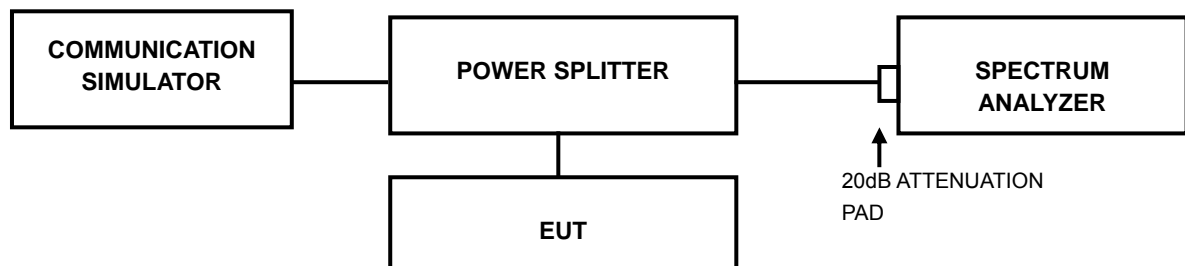 COMMUNICATION
SIMULATOR
POWER SPLITTER
SPECTRUM
ANALYZER
20dB ATTENUATION
PAD
EUT